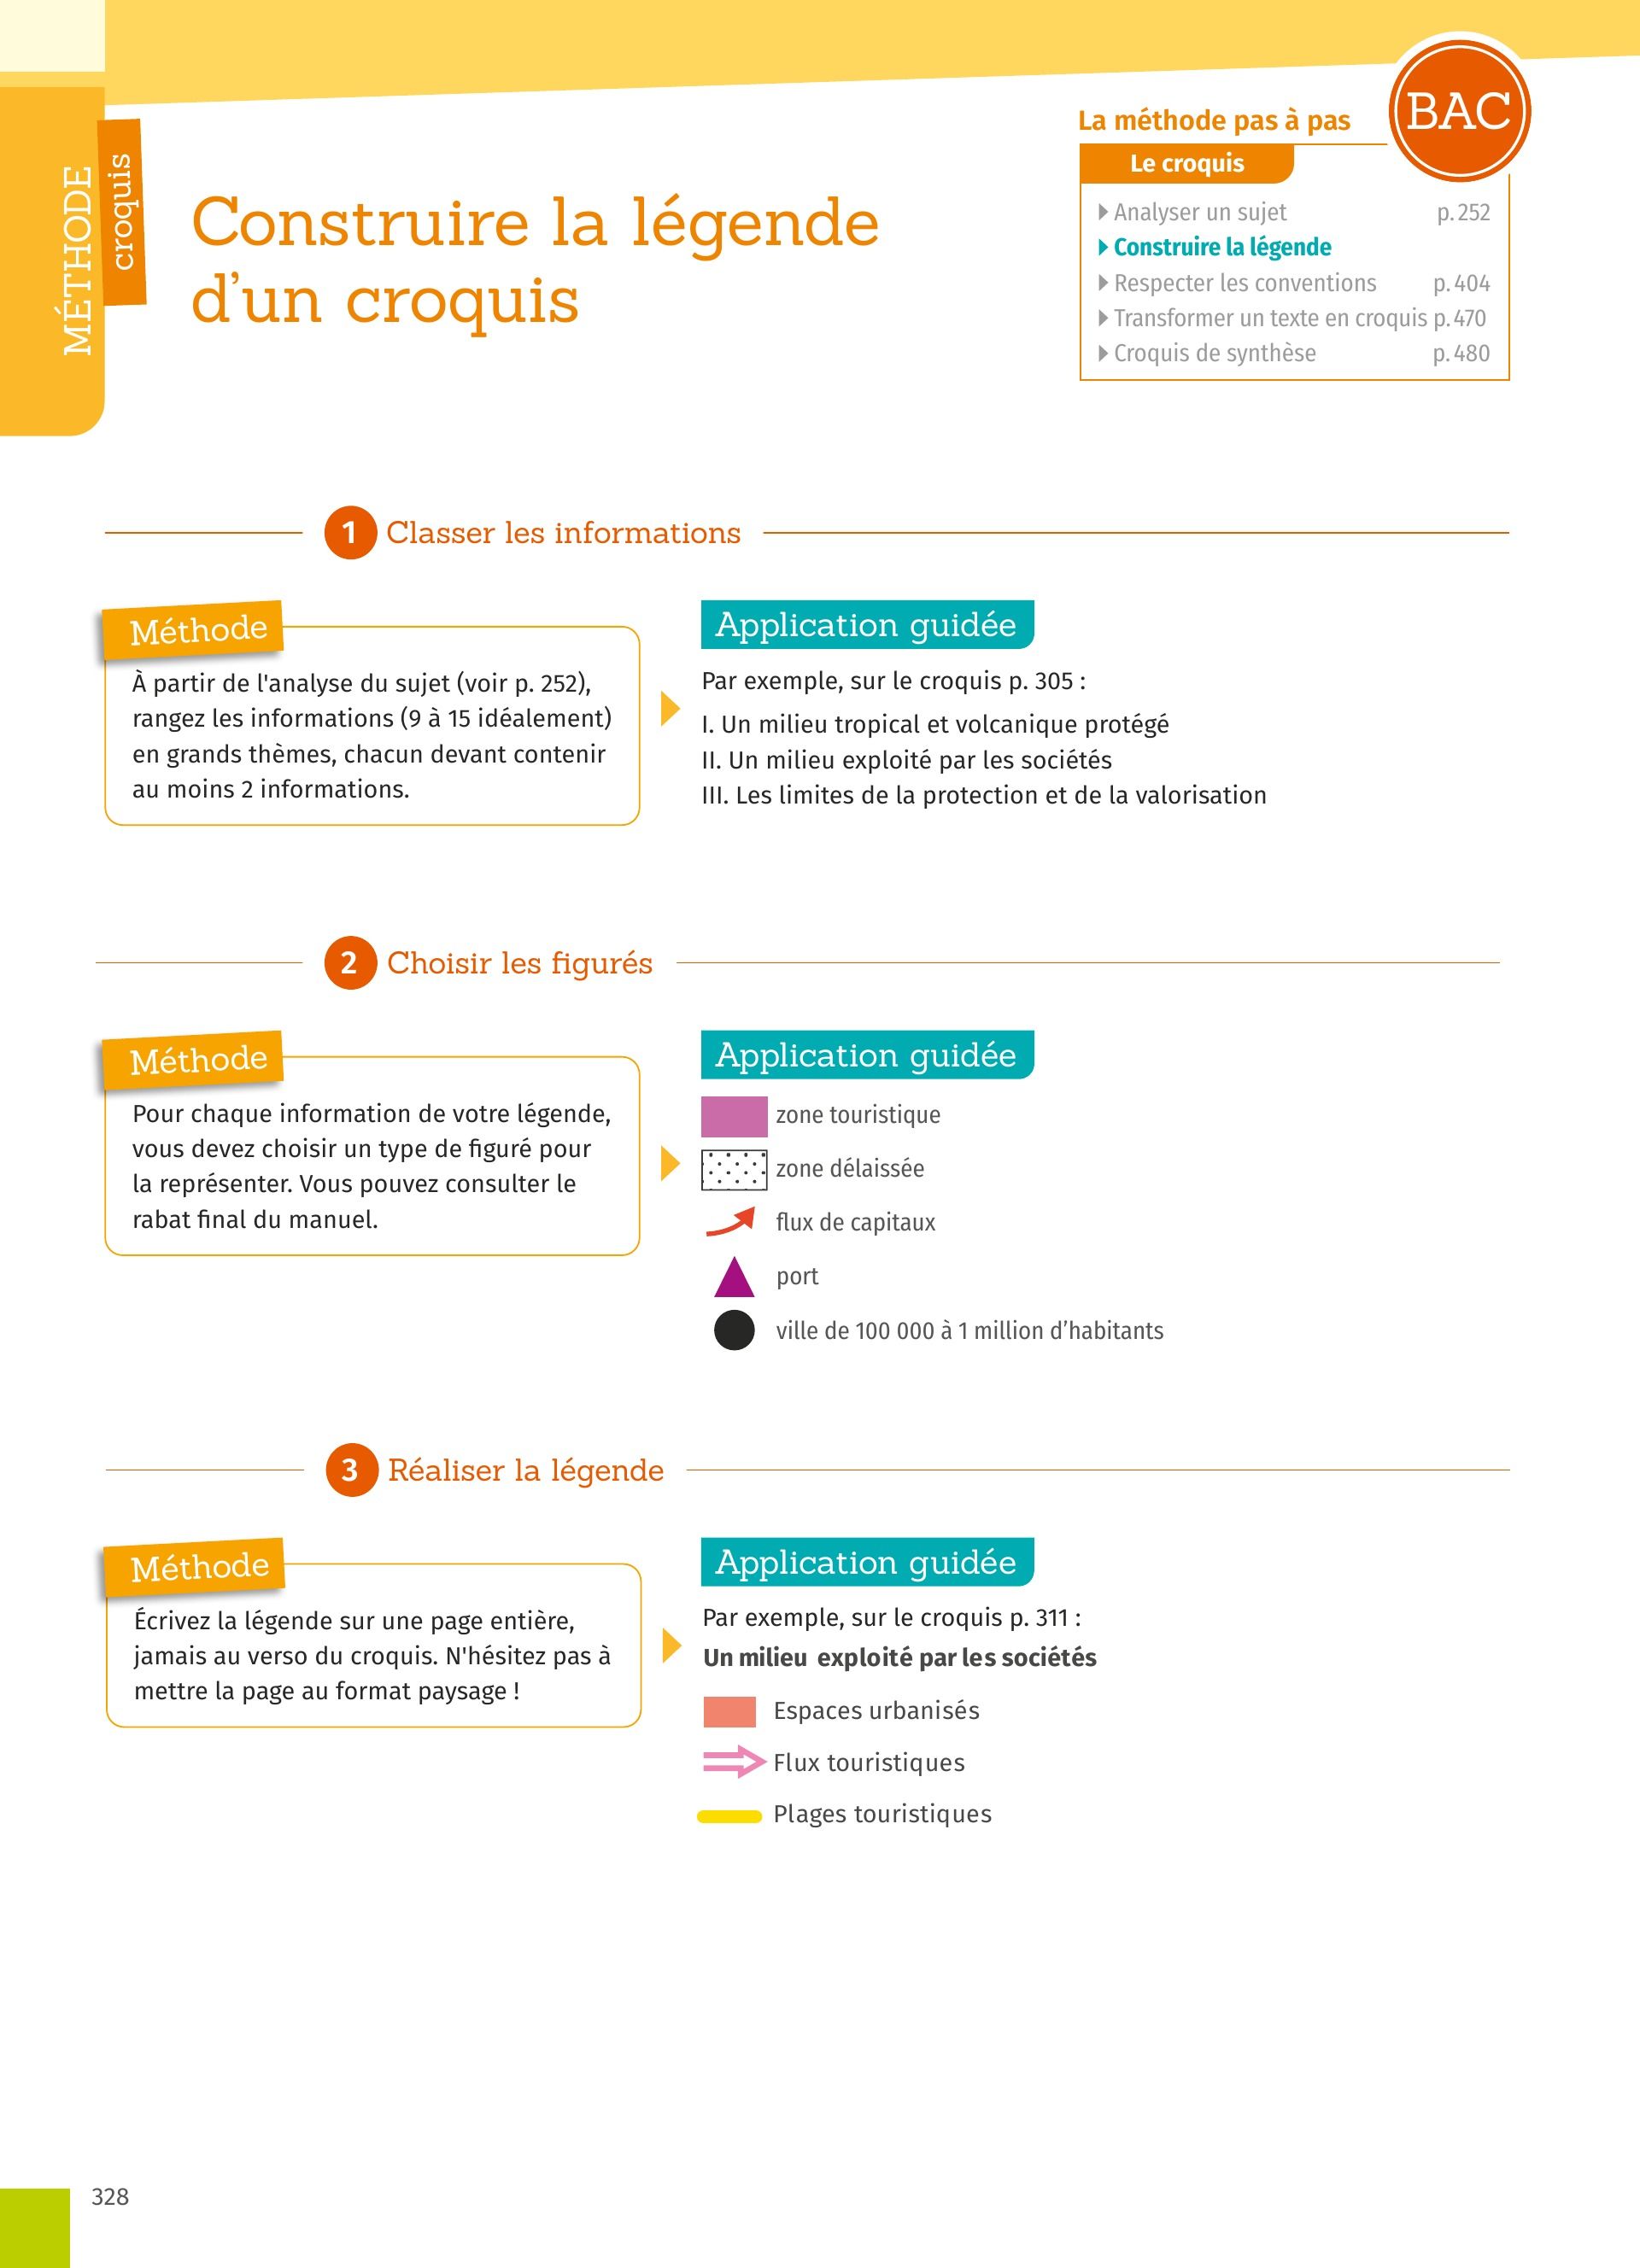 MÉTHODE
croquis
Construire la légende
d’un croquis
La méthode pas à pas
BAC
Le croquis
Analyser un sujet p. 252
Construire la légende
Respecter les conventions p. 404
Transformer un texte en croquis p. 470
Croquis de synthèse p. 480
1 Classer les informations
Méthode
À partir de l'analyse du sujet (voir p. 252),
rangez les informations (9 à 15 idéalement)
en grands thèmes, chacun devant contenir
au moins 2 informations.
Application guidée
Par exemple, sur le croquis p. 305 :
I. Un milieu tropical et volcanique protégé
II. Un milieu exploité par les sociétés
III. Les limites de la protection et de la valorisation
2 Choisir les figurés
Méthode
Pour chaque information de votre légende,
vous devez choisir un type de figuré pour
la représenter. Vous pouvez consulter le
rabat final du manuel.
Application guidée
zone touristique
zone délaissée
flux de capitaux
port
ville de 100 000 à 1 million d’habitants
3 Réaliser la légende
Méthode
Écrivez la légende sur une page entière,
jamais au verso du croquis. N'hésitez pas à
mettre la page au format paysage !
Application guidée
Par exemple, sur le croquis p. 311 :
Un milieu exploité par les sociétés
Espaces urbanisés
Flux touristiques
Plages touristiques
328